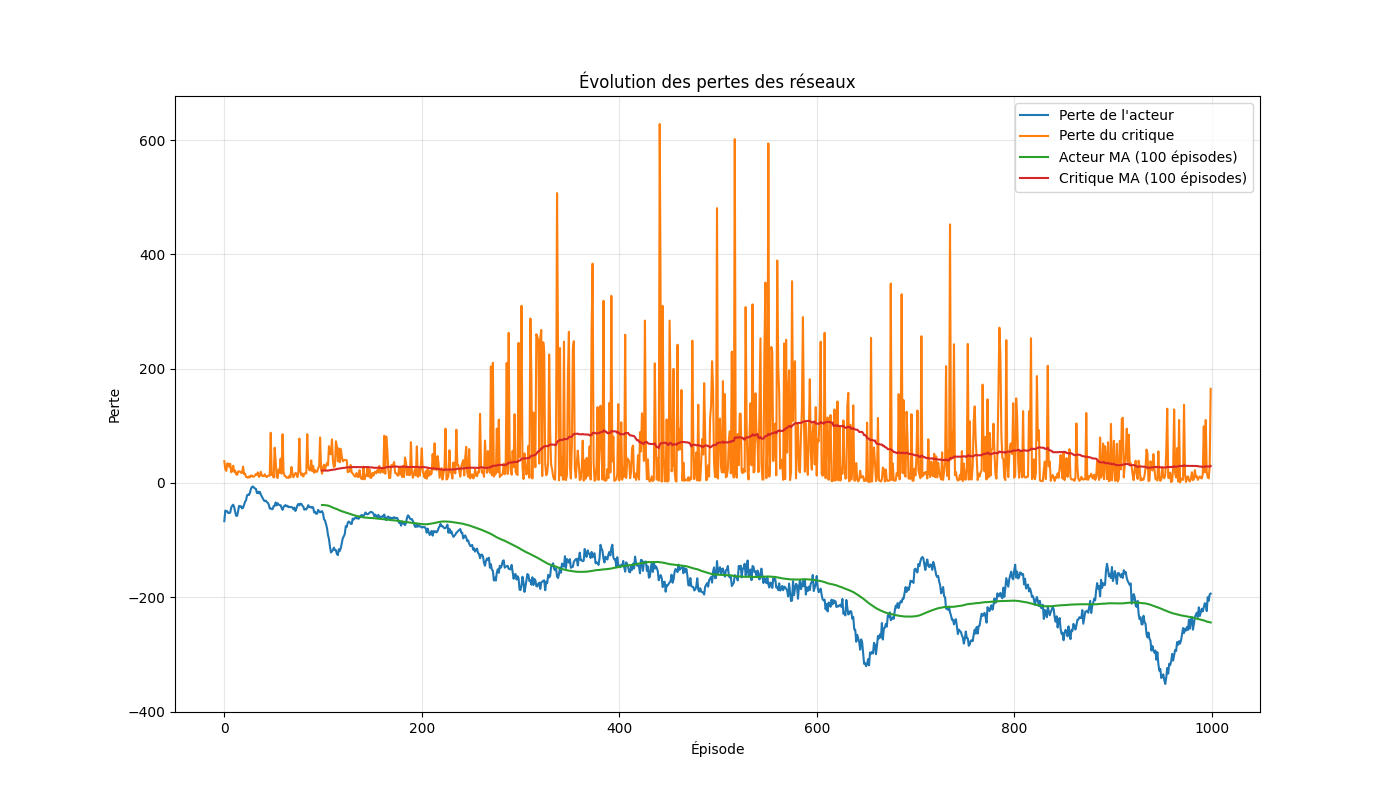 Évolution des pertes des réseaux
Perte de l'acteur
Perte du critique
Acteur MA (100 épisodes)
Critique MA (100 épisodes)
Perte
600
400
200
0
−200
−400
0
200
400
600
800
1000
Épisode